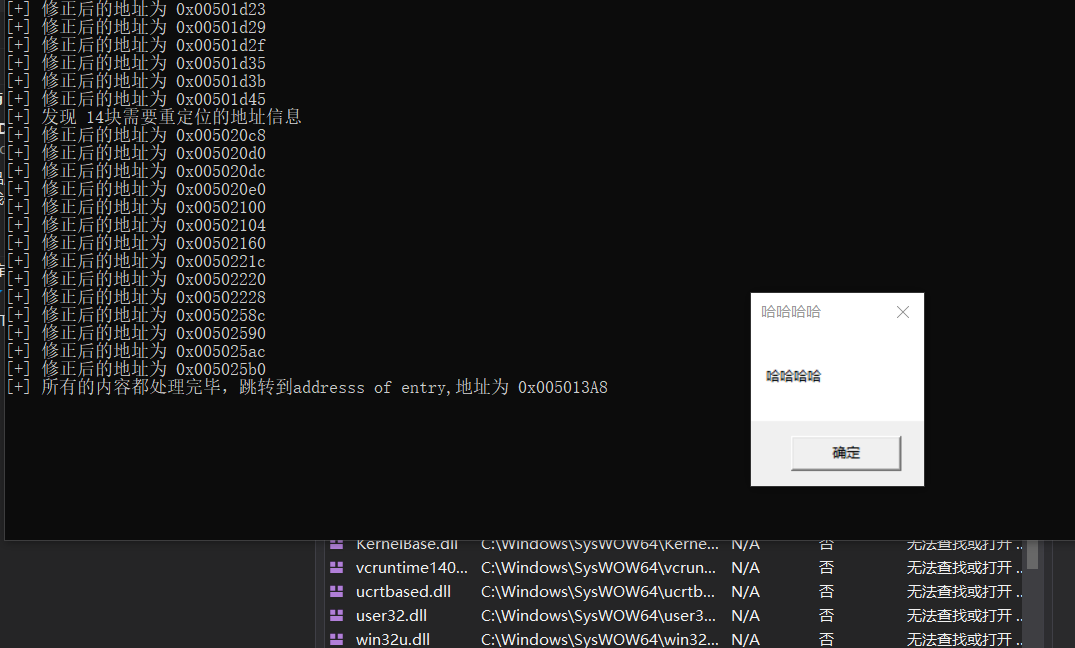 [+] 修正后的地址为 0x00501d23
[+] 修正后的地址为 0x00501d29
[+] 修正后的地址为 0x00501d2f
[+] 修正后的地址为 0x00501d35
[+] 修正后的地址为 0x00501d3b
[+] 修正后的地址为 0x00501d45
[+] 发现 14块需要重定位的地址信息
[+] 修正后的地址为 0x005020c8
[+] 修正后的地址为 0x005020d0
[+] 修正后的地址为 0x005020dc
[+] 修正后的地址为 0x005020e0
[+] 修正后的地址为 0x00502100
[+] 修正后的地址为 0x00502104
[+] 修正后的地址为 0x00502160
[+] 修正后的地址为 0x0050221c
[+] 修正后的地址为 0x00502220
[+] 修正后的地址为 0x00502228
[+] 修正后的地址为 0x0050258c
[+] 修正后的地址为 0x00502590
[+] 修正后的地址为 0x005025ac
[+] 修正后的地址为 0x005025b0
[+] 所有的内容都处理完毕，跳转到addresss of entry,地址为 0x005013A8
哈哈哈哈
哈哈哈哈
确定
KernelBase.dll C:\Windows\SysWOW64\Kerne... N/A 否 无法查找或打开 ..
vcruntime140... C:\Windows\SysWOW64\vcrun... N/A 否 无法查找或打开 ..
ucrtbased.dll C:\Windows\SysWOW64\ucrtb... N/A 否 无法查找或打开 ..
user32.dll C:\Windows\SysWOW64\user3... N/A 否 无法查找或打开 ..
win32u.dll C:\Windows\SysWOW64\win32... N/A 否 无法查找或打开 ..